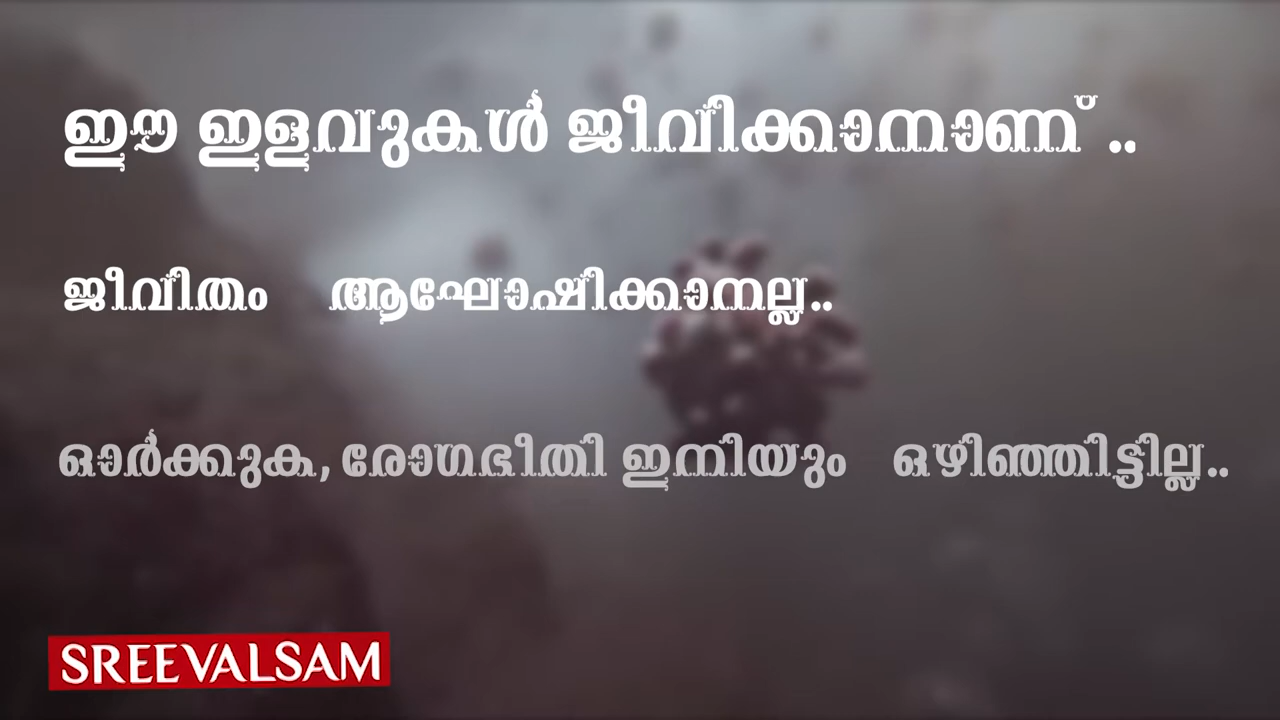 ഈ ഇളവുകൾ ജീവിക്കാനാണ് ..
ജീവിതം ആഘോഷിക്കാനല്ല..
ഓർക്കുക, രോഗഭീതി ഇനിയും ഒഴിഞ്ഞിട്ടില്ല..
SREEVALSAM